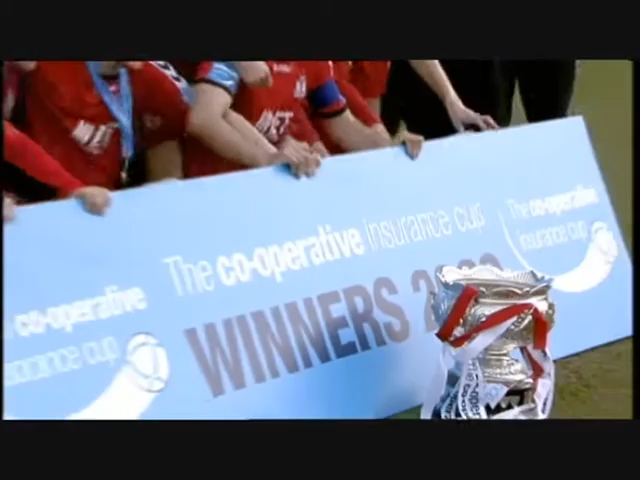 The co-operative insurance cup
WINNERS
The co-operative
insurance cup
co-operative
insurance cup